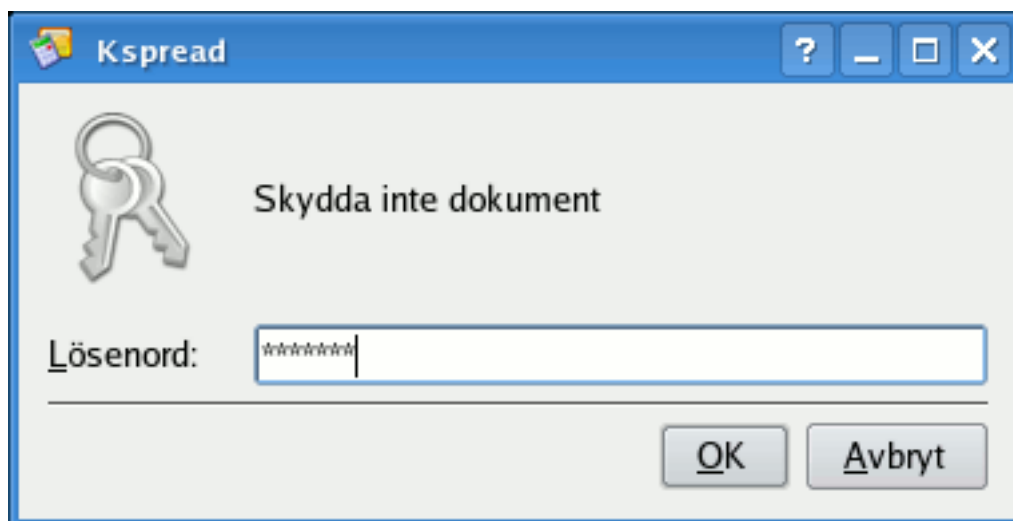 Kspread
Skydda inte dokument
Lösenord: *******
OK Avbryt